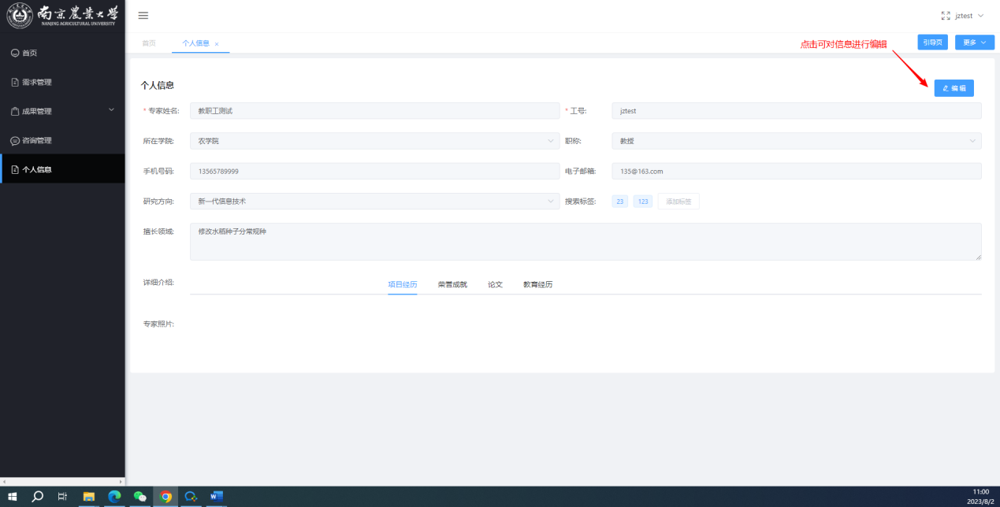 南京農業大學
NANJING AGRICULTURAL UNIVERSITY
jztest
首页
个人信息 ×
点击可对信息进行编辑
引导页
更多
首页
需求管理
成果管理
咨询管理
个人信息
个人信息
编辑
* 专家姓名: 教职工测试 * 工号: jztest
所在学院: 农学院 职称: 教授
手机号码: 13565789999 电子邮箱: 135@163.com
研究方向: 新一代信息技术 搜索标签: 23 123 添加标签
擅长领域: 修改水稻种子分常规种
详细介绍: 项目经历 荣誉成就 论文 教育经历
专家照片:
11:00
2023/8/2